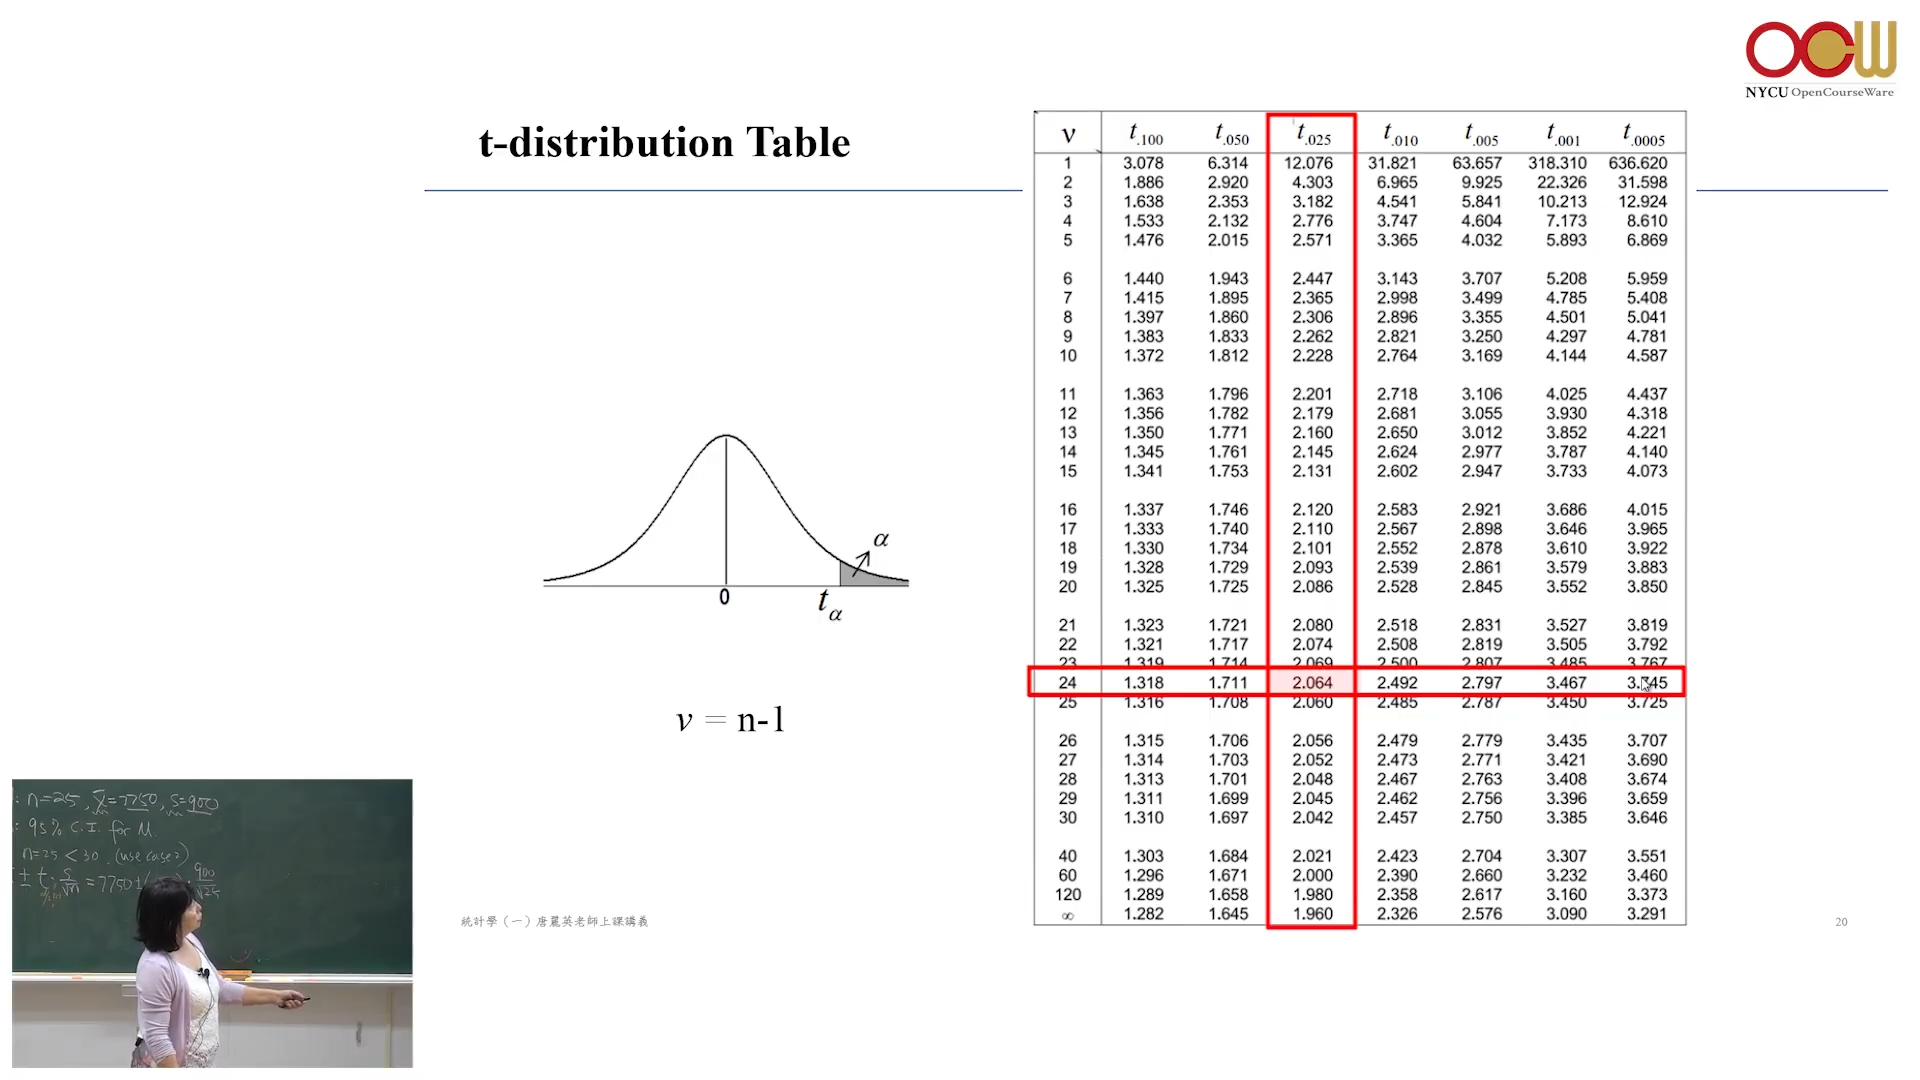 OCW
NYCU OpenCourseWare
t-distribution Table
ν t.100 t.050 t.025 t.010 t.005 t.001 t.0005
1 3.078 6.314 12.076 31.821 63.657 318.310 636.620
2 1.886 2.920 4.303 6.965 9.925 22.326 31.598
3 1.638 2.353 3.182 4.541 5.841 10.213 12.924
4 1.533 2.132 2.776 3.747 4.604 7.173 8.610
5 1.476 2.015 2.571 3.365 4.032 5.893 6.869
6 1.440 1.943 2.447 3.143 3.707 5.208 5.959
7 1.415 1.895 2.365 2.998 3.499 4.785 5.408
8 1.397 1.860 2.306 2.896 3.355 4.501 5.041
9 1.383 1.833 2.262 2.821 3.250 4.297 4.781
10 1.372 1.812 2.228 2.764 3.169 4.144 4.587
11 1.363 1.796 2.201 2.718 3.106 4.025 4.437
12 1.356 1.782 2.179 2.681 3.055 3.930 4.318
13 1.350 1.771 2.160 2.650 3.012 3.852 4.221
14 1.345 1.761 2.145 2.624 2.977 3.787 4.140
15 1.341 1.753 2.131 2.602 2.947 3.733 4.073
16 1.337 1.746 2.120 2.583 2.921 3.686 4.015
17 1.333 1.740 2.110 2.567 2.898 3.646 3.965
18 1.330 1.734 2.101 2.552 2.878 3.610 3.922
19 1.328 1.729 2.093 2.539 2.861 3.579 3.883
20 1.325 1.725 2.086 2.528 2.845 3.552 3.850
21 1.323 1.721 2.080 2.518 2.831 3.527 3.819
22 1.321 1.717 2.074 2.508 2.819 3.505 3.792
23 1.319 1.714 2.069 2.500 2.807 3.485 3.767
24 1.318 1.711 2.064 2.492 2.797 3.467
25 1.316 1.708 2.060 2.485 2.787 3.450 3.725
26 1.315 1.706 2.056 2.479 2.779 3.435 3.707
27 1.314 1.703 2.052 2.473 2.771 3.421 3.690
28 1.313 1.701 2.048 2.467 2.763 3.408 3.674
29 1.311 1.699 2.045 2.462 2.756 3.396 3.659
30 1.310 1.697 2.042 2.457 2.750 3.385 3.646
40 1.303 1.684 2.021 2.423 2.704 3.307 3.551
60 1.296 1.671 2.000 2.390 2.660 3.232 3.460
120 1.289 1.658 1.980 2.358 2.617 3.160 3.373
∞ 1.282 1.645 1.960 2.326 2.576 3.090 3.291
α
0
tα
ν = n-1
: n=25, x̄=7750, s=900
: 95% C.I. for μ
n=25 < 30 (use case 2)
± t s/√n = 7750 ± 900/√25
統計學（一）唐麗英老師上課講義
20